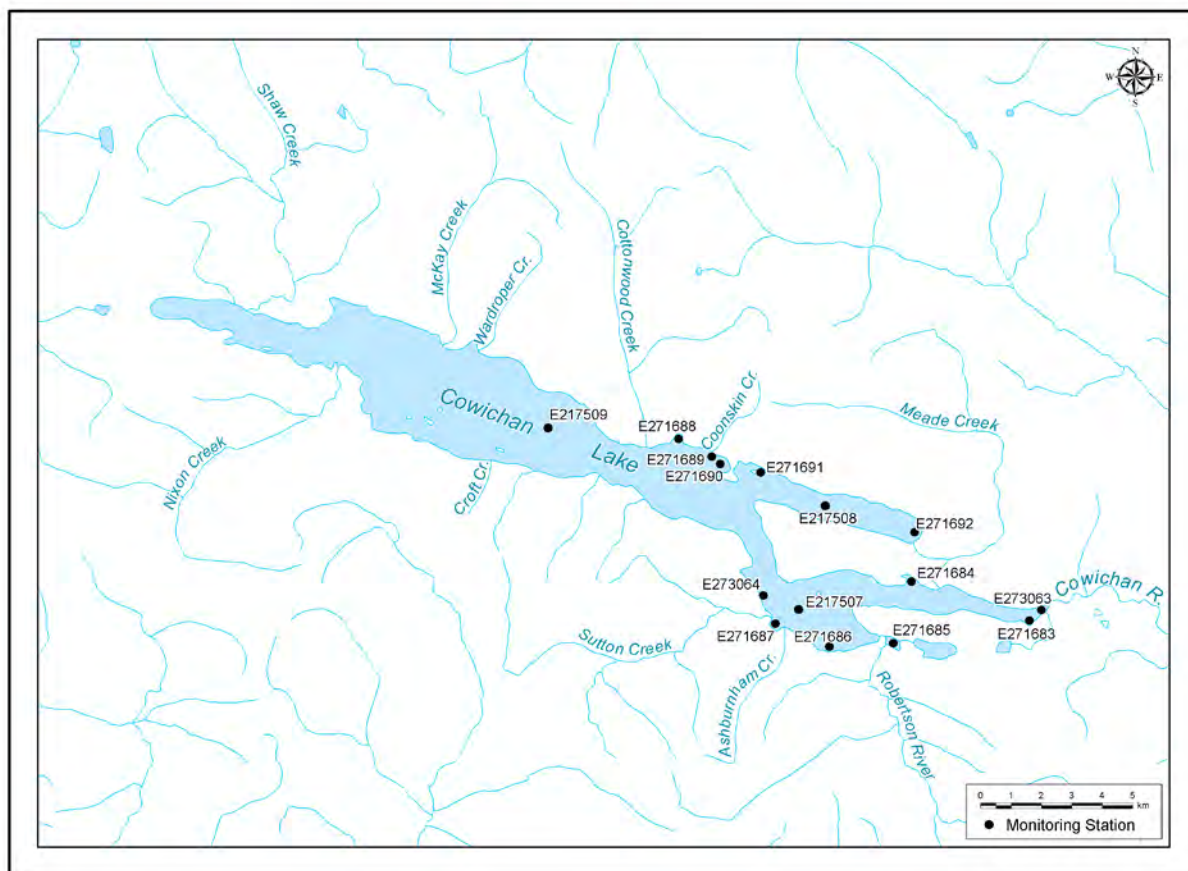 N
W E
S
Shaw Creek
McKay Creek
Wardroper Cr.
Cottonwood Creek
Coonskin Cr.
Meade Creek
Cowichan
Lake
E217509
E271688
E271689
E271690
E271691
E217508
E271692
Nixon Creek
Croft Cr.
E271684
E273064
E217507
E273063
Cowichan R.
E271683
E271687
E271686
E271685
Sutton Creek
Ashburnham Cr.
Robertson River
0 1 2 3 4 5
km
Monitoring Station